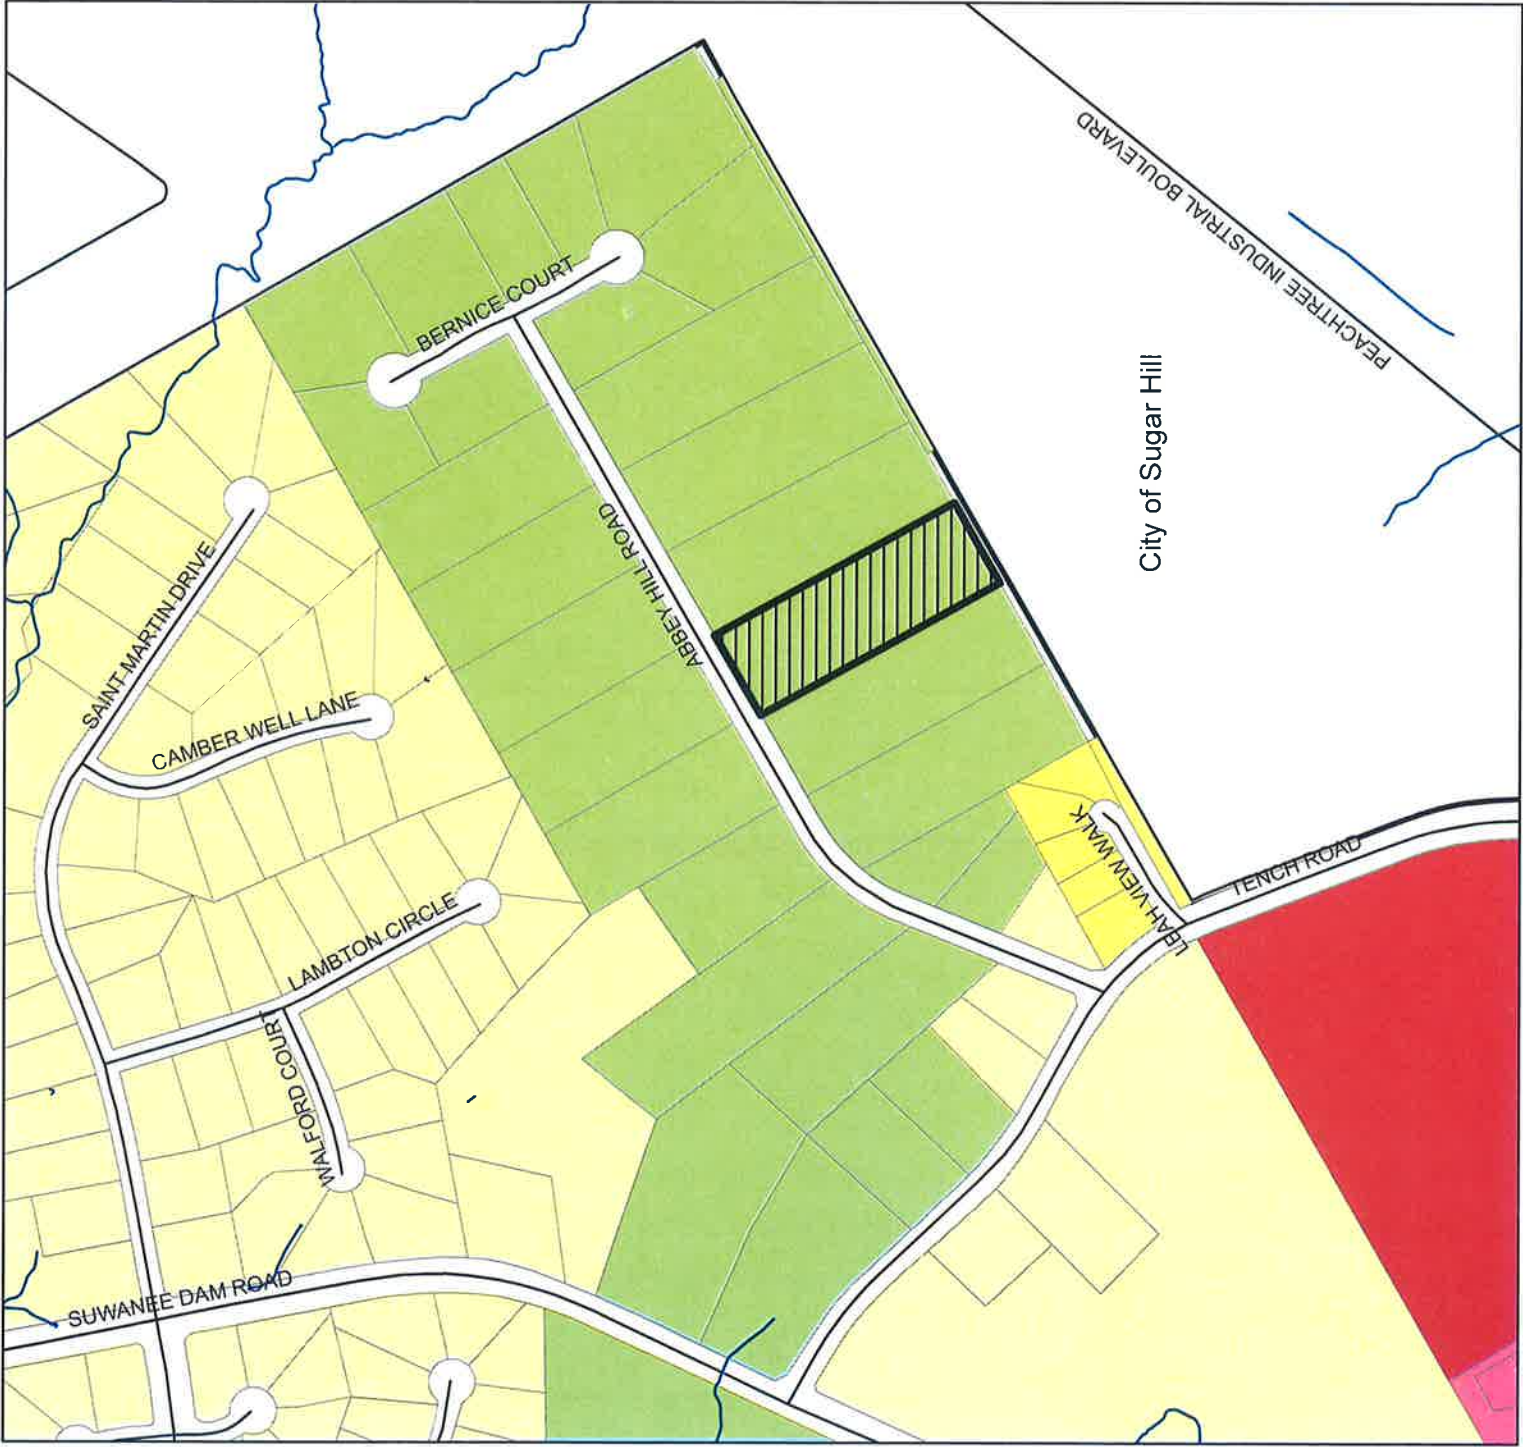 PEACHTREE INDUSTRIAL BOULEVARD
BERNICE COURT
City of Sugar Hill
ABBEY HILL ROAD
SAINT MARTIN DRIVE
CAMBER WELL LANE
LEAH VIEW WALK
TENCH ROAD
LAMBTON CIRCLE
WALFORD COURT
SUWANEE DAM ROAD